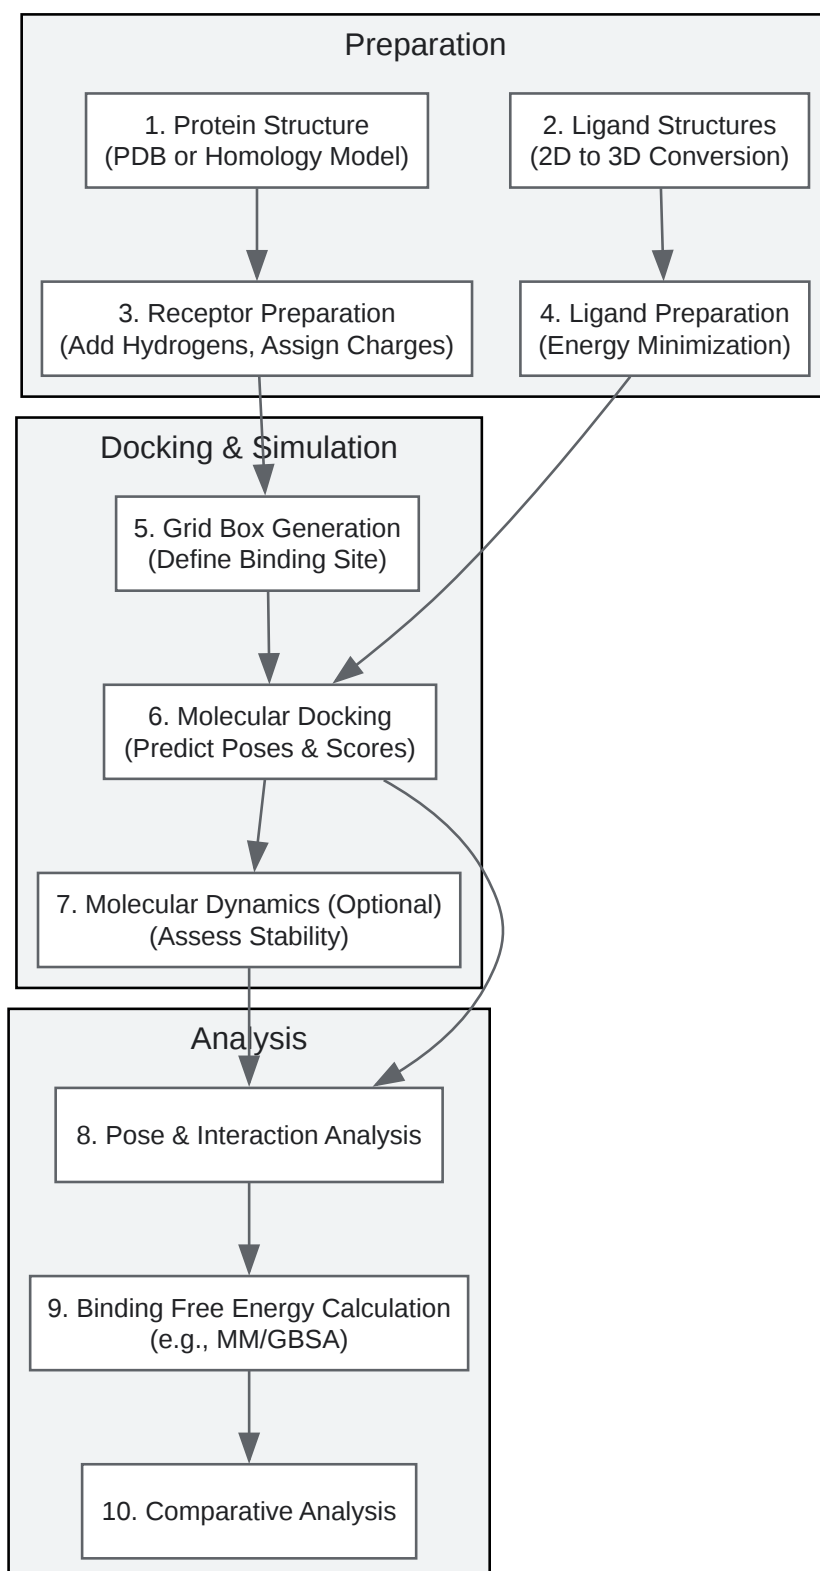 Preparation
1. Protein Structure
(PDB or Homology Model)
2. Ligand Structures
(2D to 3D Conversion)
3. Receptor Preparation
(Add Hydrogens, Assign Charges)
4. Ligand Preparation
(Energy Minimization)
Docking & Simulation
5. Grid Box Generation
(Define Binding Site)
6. Molecular Docking
(Predict Poses & Scores)
7. Molecular Dynamics (Optional)
(Assess Stability)
Analysis
8. Pose & Interaction Analysis
9. Binding Free Energy Calculation
(e.g., MM/GBSA)
10. Comparative Analysis